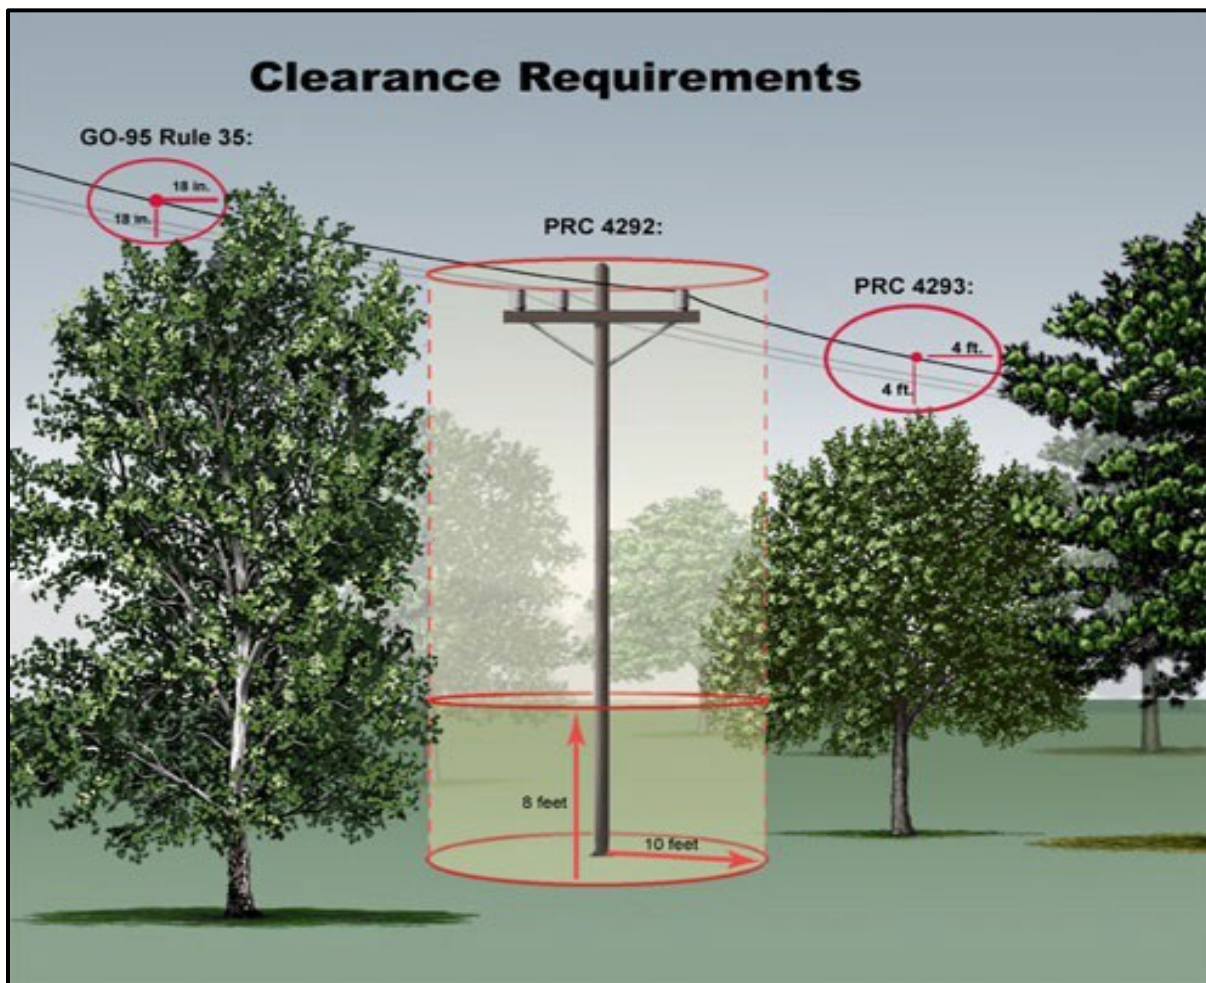 Clearance Requirements
GO-95 Rule 35:
18 in.
18 in.
PRC 4292:
PRC 4293:
4 ft.
4 ft.
8 feet
10 feet